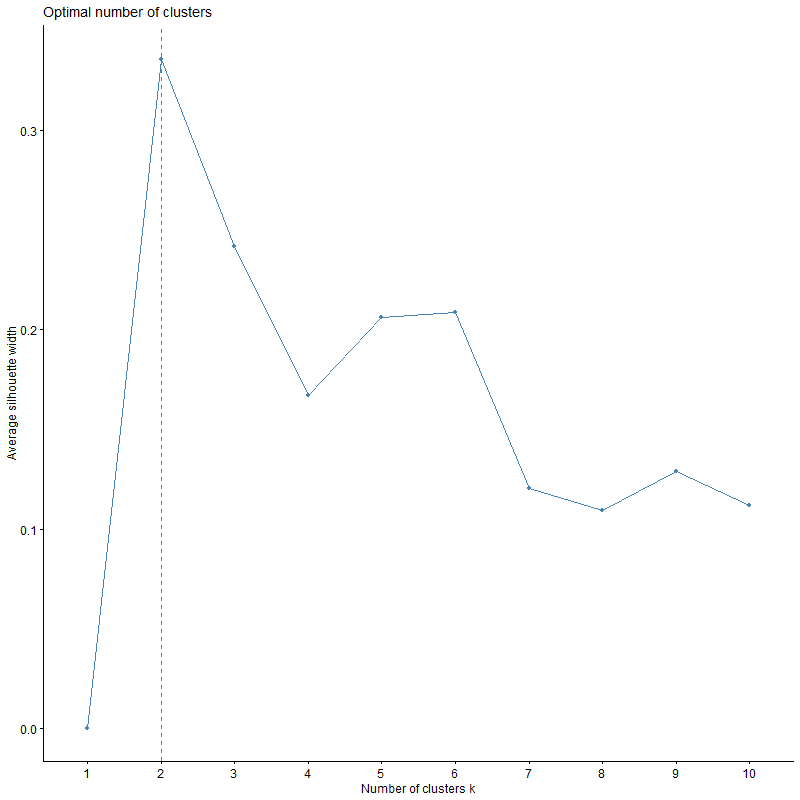 Optimal number of clusters
Average silhouette width
0.3
0.2
0.1
0.0
1 2 3 4 5 6 7 8 9 10
Number of clusters k